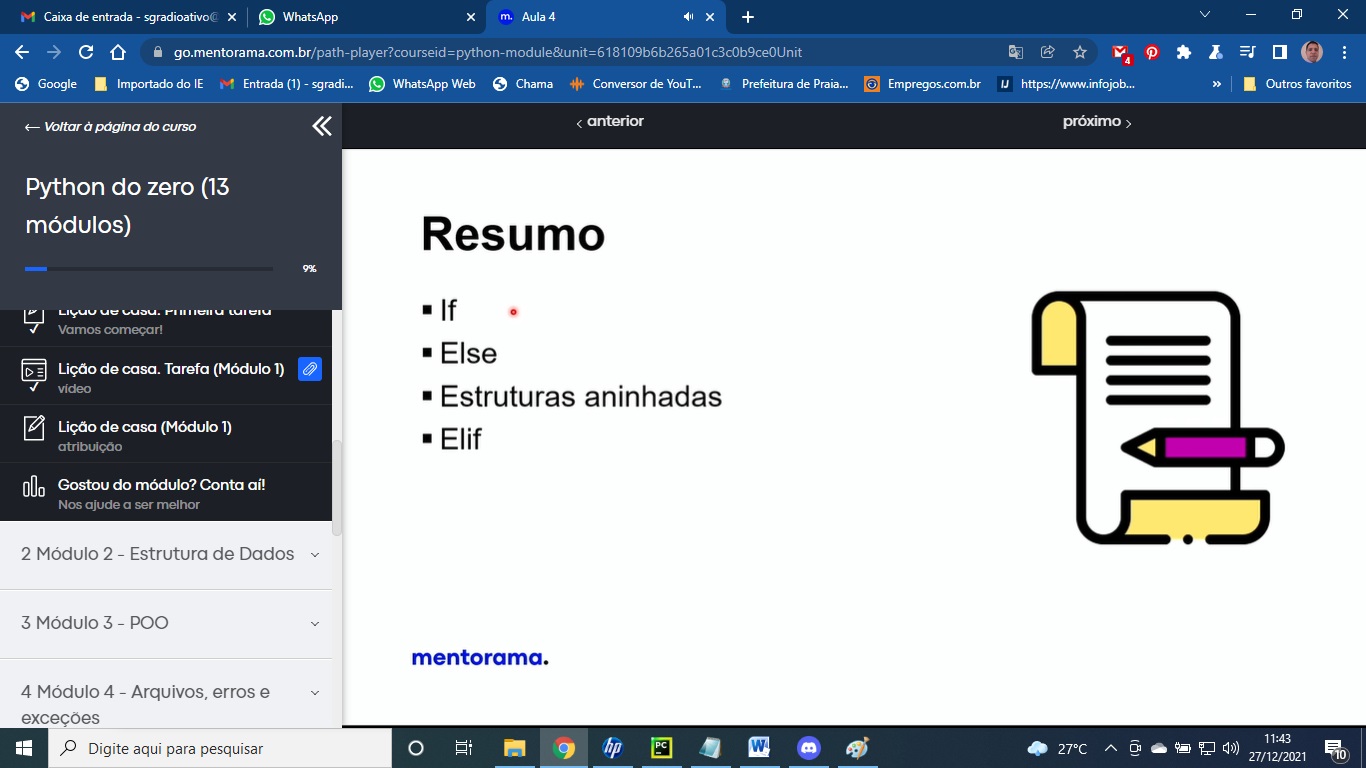 Caixa de entrada - sgradioativo@
WhatsApp
Aula 4
go.mentorama.com.br/path-player?courseid=python-module&unit=618109b6b265a01c3c0b9ce0Unit
4
Google
Importado do IE
Entrada (1) - sgradi...
WhatsApp Web
Chama
Conversor de YouT...
Prefeitura de Praia...
Empregos.com.br
https://www.infojob...
»
Outros favoritos
← Voltar à página do curso
‹ anterior
próximo ›
Python do zero (13
módulos)
9%
Lição de casa. Primeira tarefa
Vamos começar!
Lição de casa. Tarefa (Módulo 1)
vídeo
Lição de casa (Módulo 1)
atribuição
Gostou do módulo? Conta aí!
Nos ajude a ser melhor
2 Módulo 2 - Estrutura de Dados
3 Módulo 3 - POO
4 Módulo 4 - Arquivos, erros e
exceções
Resumo
▪ If
▪ Else
▪ Estruturas aninhadas
▪ Elif
mentorama.
Digite aqui para pesquisar
27°C
11:43
27/12/2021
10